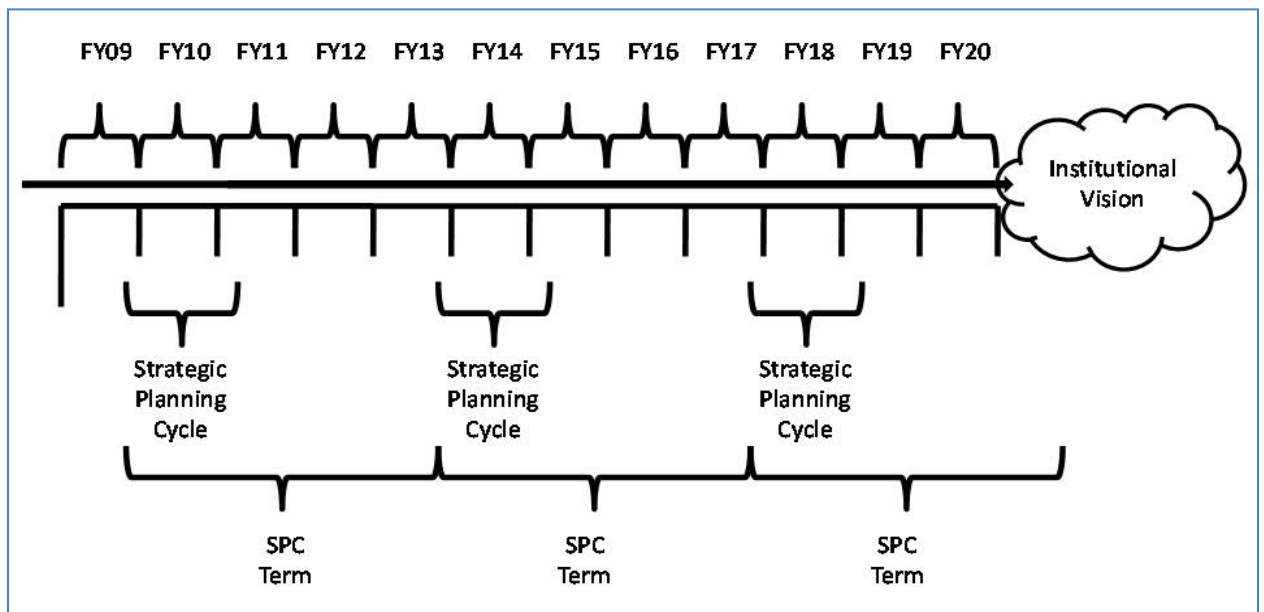 FY09 FY10 FY11 FY12 FY13 FY14 FY15 FY16 FY17 FY18 FY19 FY20
Institutional
Vision
Strategic
Planning
Cycle
Strategic
Planning
Cycle
Strategic
Planning
Cycle
SPC
Term
SPC
Term
SPC
Term